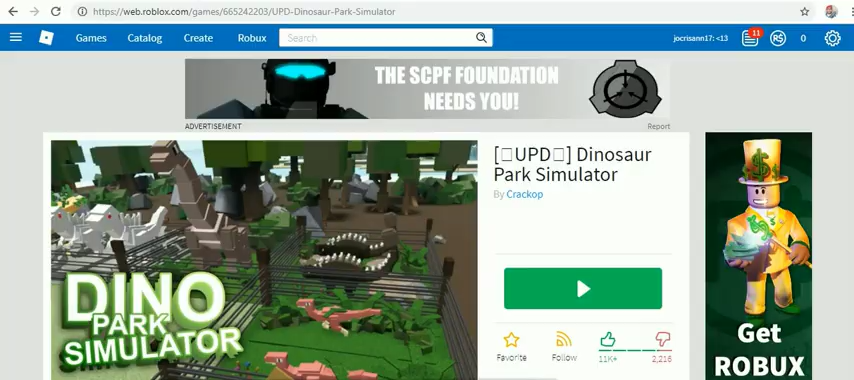 https://web.roblox.com/games/665242203/UPD-Dinosaur-Park-Simulator
Games
Catalog
Create
Robux
Search
jocrisann17: <13
11
R$
0
THE SCPF FOUNDATION
NEEDS YOU!
ADVERTISEMENT
Report
[□UPD□] Dinosaur
Park Simulator
By Crackop
DINO
PARK
SIMULATOR
Favorite
Follow
11K+
2,216
$
Get
ROBUX